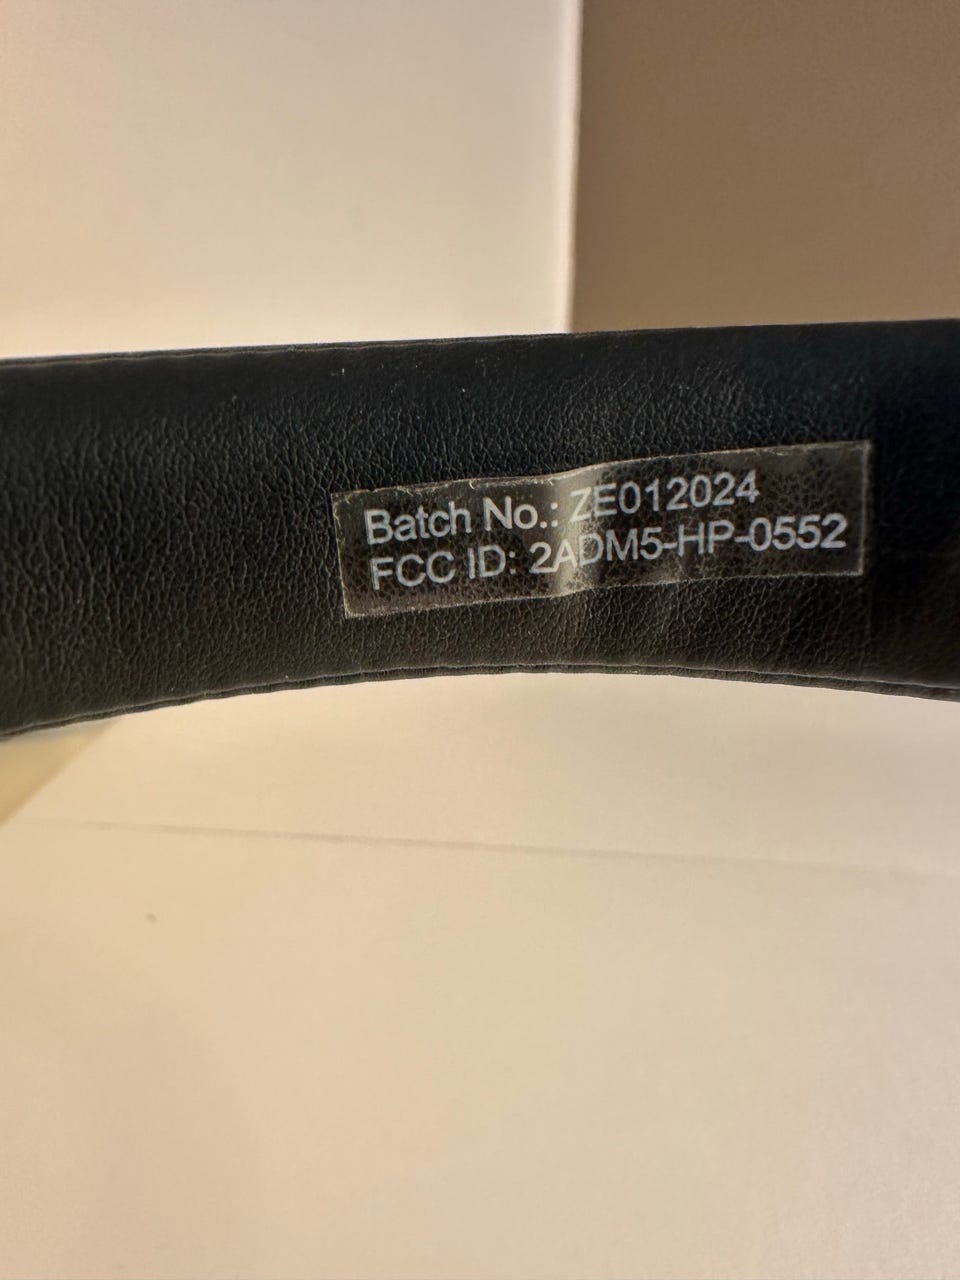 Batch No.: ZE012024
FCC ID: 2ADM5-HP-0552